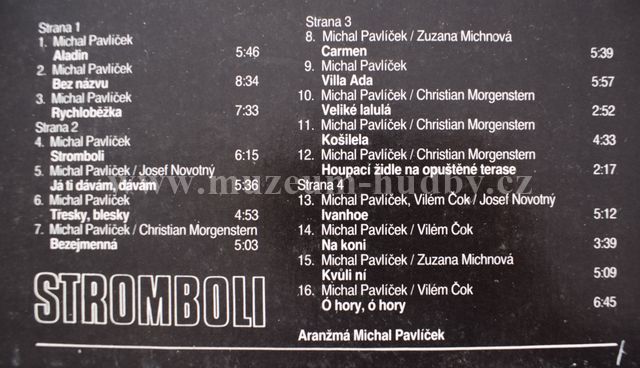 Strana 1
1. Michal Pavlíček
Aladin 5:46
2. Michal Pavlíček
Bez názvu 8:34
3. Michal Pavlíček
Rychloběžka 7:33
Strana 2
4. Michal Pavlíček
Stromboli 6:15
5. Michal Pavlíček / Josef Novotný
Já ti dávám, dávám 5:36
6. Michal Pavlíček
Třesky, blesky 4:53
7. Michal Pavlíček / Christian Morgenstern
Bezejmenná 5:03
STROMBOLI
Strana 3
8. Michal Pavlíček / Zuzana Michnová
Carmen 5:39
9. Michal Pavlíček
Villa Ada 5:57
10. Michal Pavlíček / Christian Morgenstern
Veliké lalulá 2:52
11. Michal Pavlíček / Christian Morgenstern
Košilela 4:33
12. Michal Pavlíček / Christian Morgenstern
Houpací židle na opuštěné terase 2:17
Strana 4
13. Michal Pavlíček, Vilém Čok / Josef Novotný
Ivanhoe 5:12
14. Michal Pavlíček / Vilém Čok
Na koni 3:39
15. Michal Pavlíček / Zuzana Michnová
Kvůli ní 5:09
16. Michal Pavlíček / Vilém Čok
Ó hory, ó hory 6:45
Aranžmá Michal Pavlíček
www.muzeum-hudby.cz